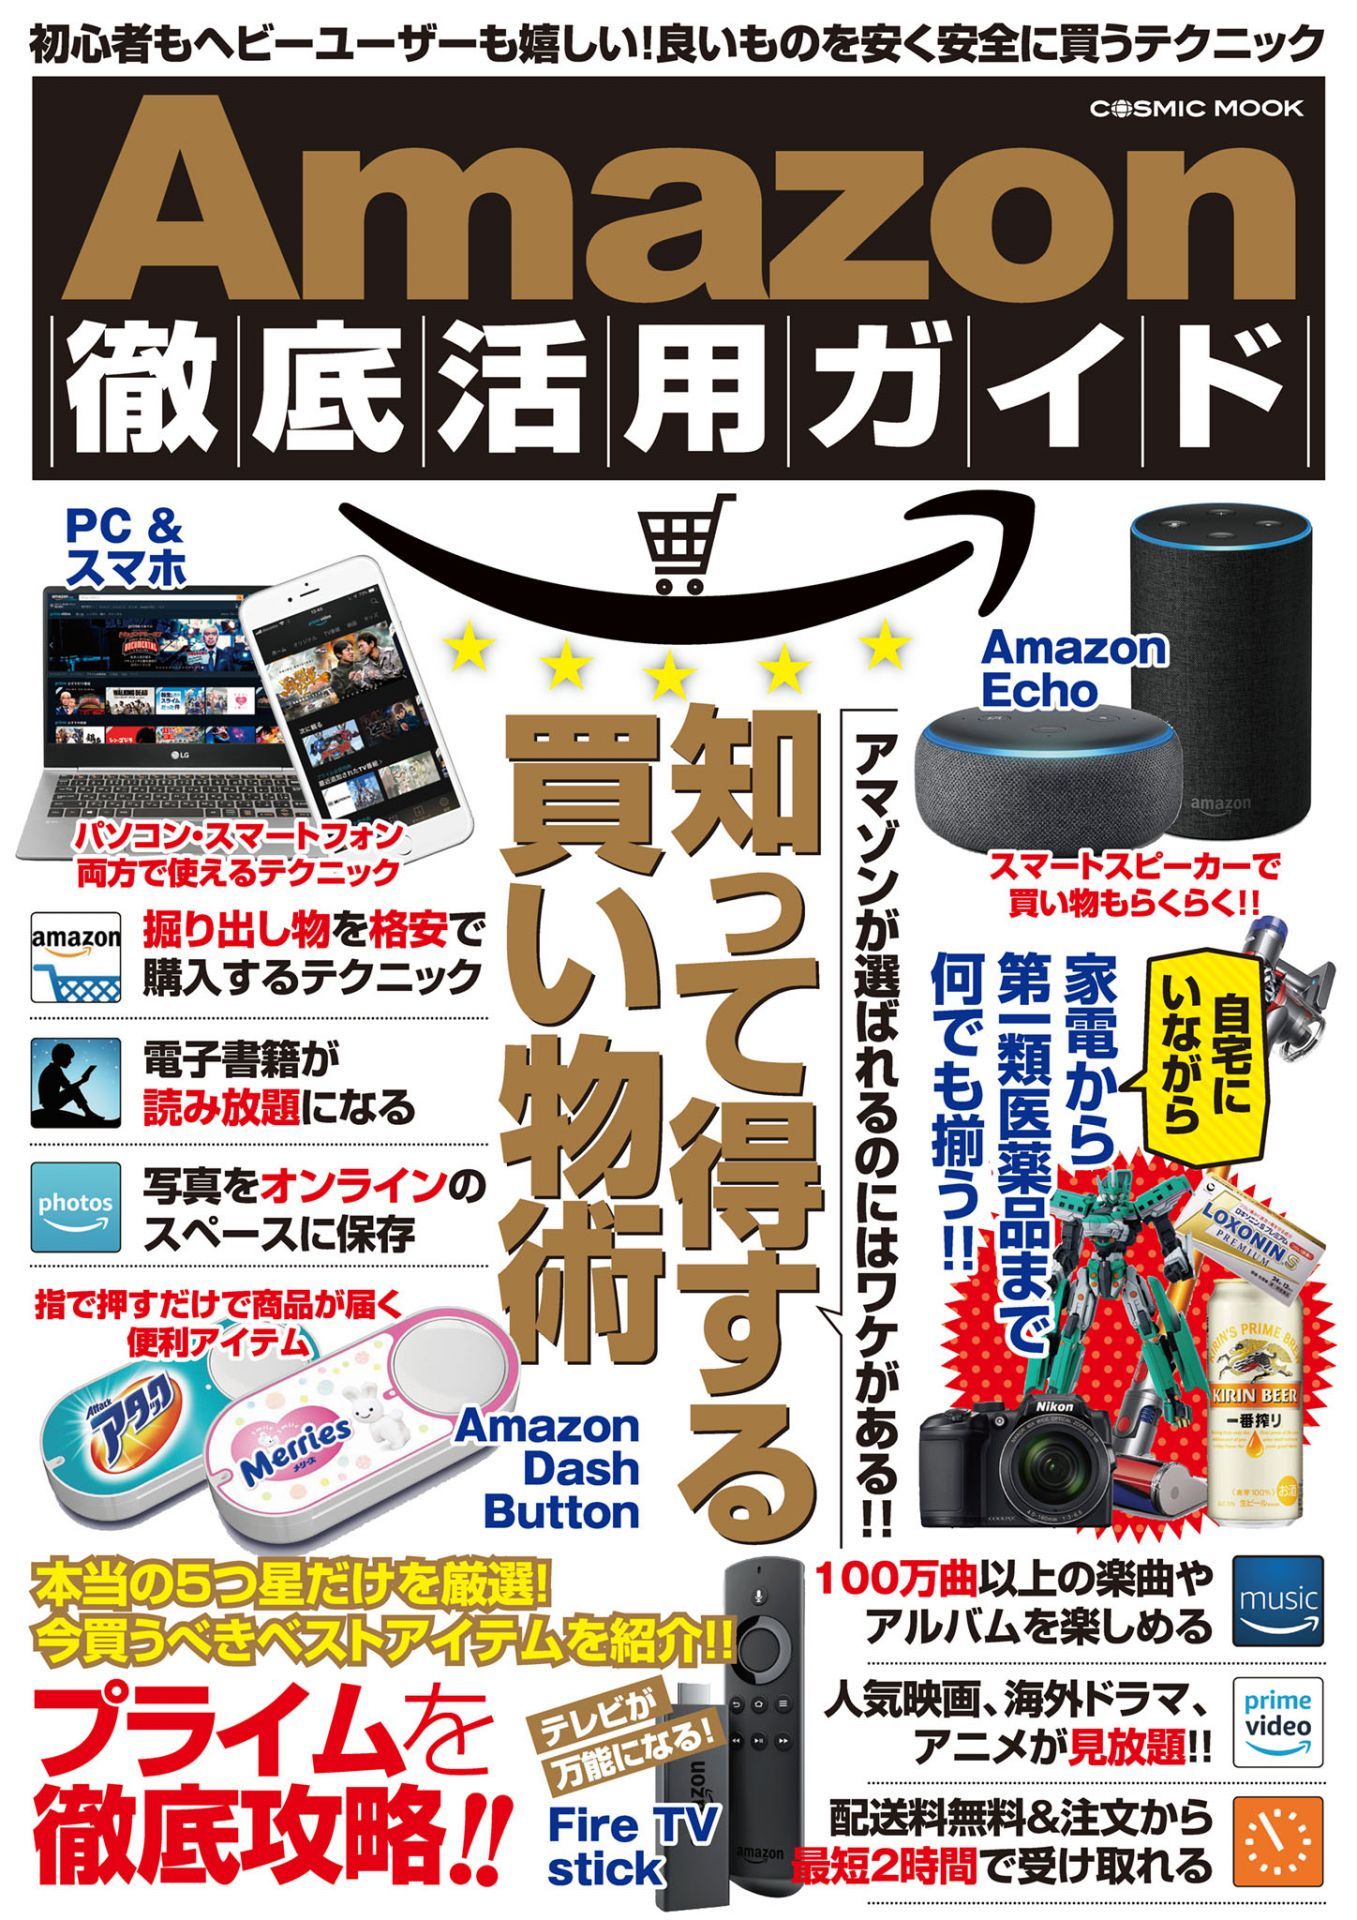 初心者もヘビーユーザーも嬉しい!良いものを安く安全に買うテクニック
COSMIC MOOK
Amazon
徹底活用ガイド
PC &
スマホ
パソコン・スマートフォン
両方で使えるテクニック
Amazon
Echo
amazon
スマートスピーカーで
買い物もらくらく!!
知って得する
買い物術
アマゾンが選ばれるのにはワケがある!!
amazon
掘り出し物を格安で
購入するテクニック
電子書籍が
読み放題になる
photos
写真をオンラインの
スペースに保存
自宅に
いながら
家電から
第一類医薬品まで
何でも揃う!!
LOXONIN S
PREMIUM
KIRIN BEER
一番搾り
生ビール
お酒
Nikon
COOLPIX
指で押すだけで商品が届く
便利アイテム
Attack
アタック
Merries
メリーズ
Amazon
Dash
Button
本当の5つ星だけを厳選!
今買うべきベストアイテムを紹介!!
プライムを
徹底攻略!!
テレビが
万能になる!
Fire TV
stick
amazon
100万曲以上の楽曲や
アルバムを楽しめる
music
人気映画、海外ドラマ、
アニメが見放題!!
prime
video
配送料無料&注文から
最短2時間で受け取れる